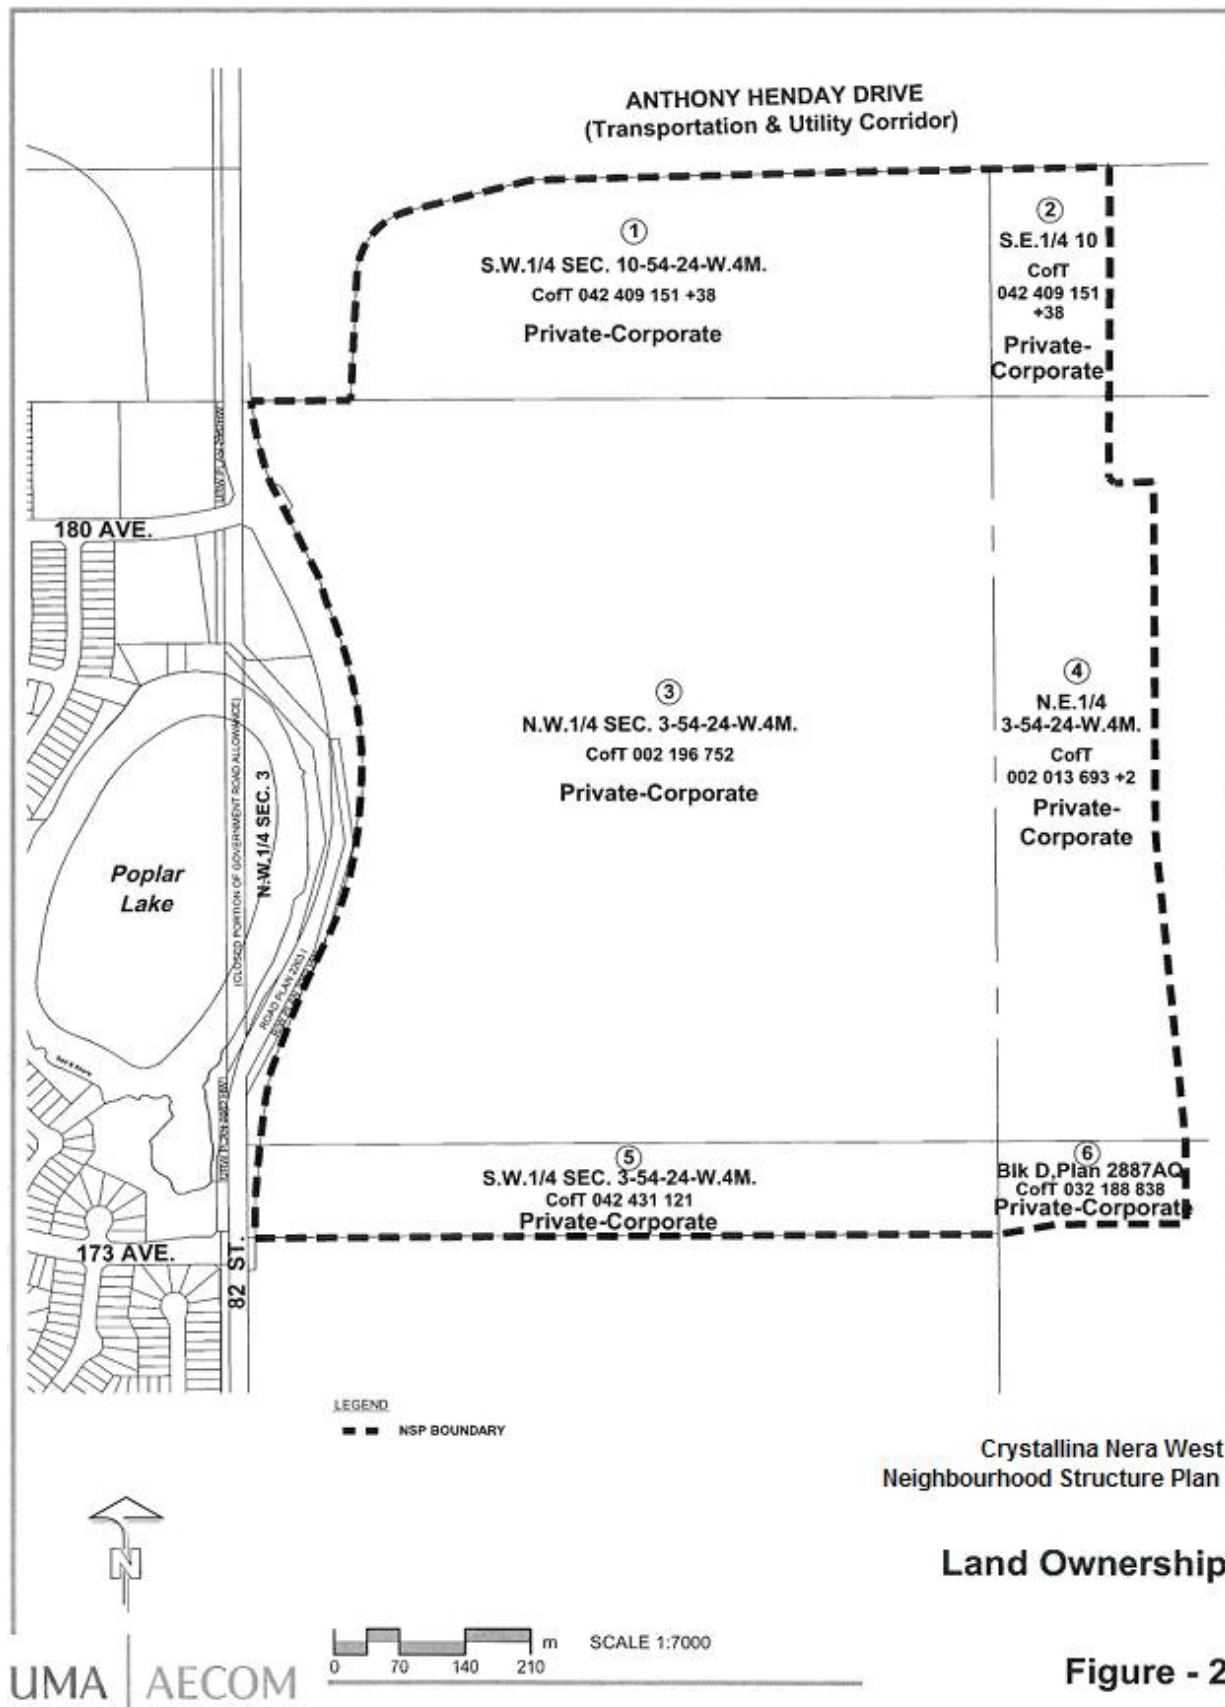 ANTHONY HENDAY DRIVE
(Transportation & Utility Corridor)
1
S.W.1/4 SEC. 10-54-24-W.4M.
CofT 042 409 151 +38
Private-Corporate
2
S.E.1/4 10
CofT
042 409 151
+38
Private-
Corporate
180 AVE.
3
N.W.1/4 SEC. 3-54-24-W.4M.
CofT 002 196 752
Private-Corporate
4
N.E.1/4
3-54-24-W.4M.
CofT
002 013 693 +2
Private-
Corporate
Poplar
Lake
(CLOSED PORTION OF GOVERNMENT ROAD ALLOWANCE)
N.W.1/4 SEC. 3
ROAD PLAN
5
S.W.1/4 SEC. 3-54-24-W.4M.
CofT 042 431 121
Private-Corporate
6
Blk D,Plan 2887AQ
CofT 032 188 838
Private-Corporate
173 AVE.
82 ST.
LEGEND
NSP BOUNDARY
Crystallina Nera West
Neighbourhood Structure Plan
N
Land Ownership
0 70 140 210 m
SCALE 1:7000
UMA AECOM
Figure - 2